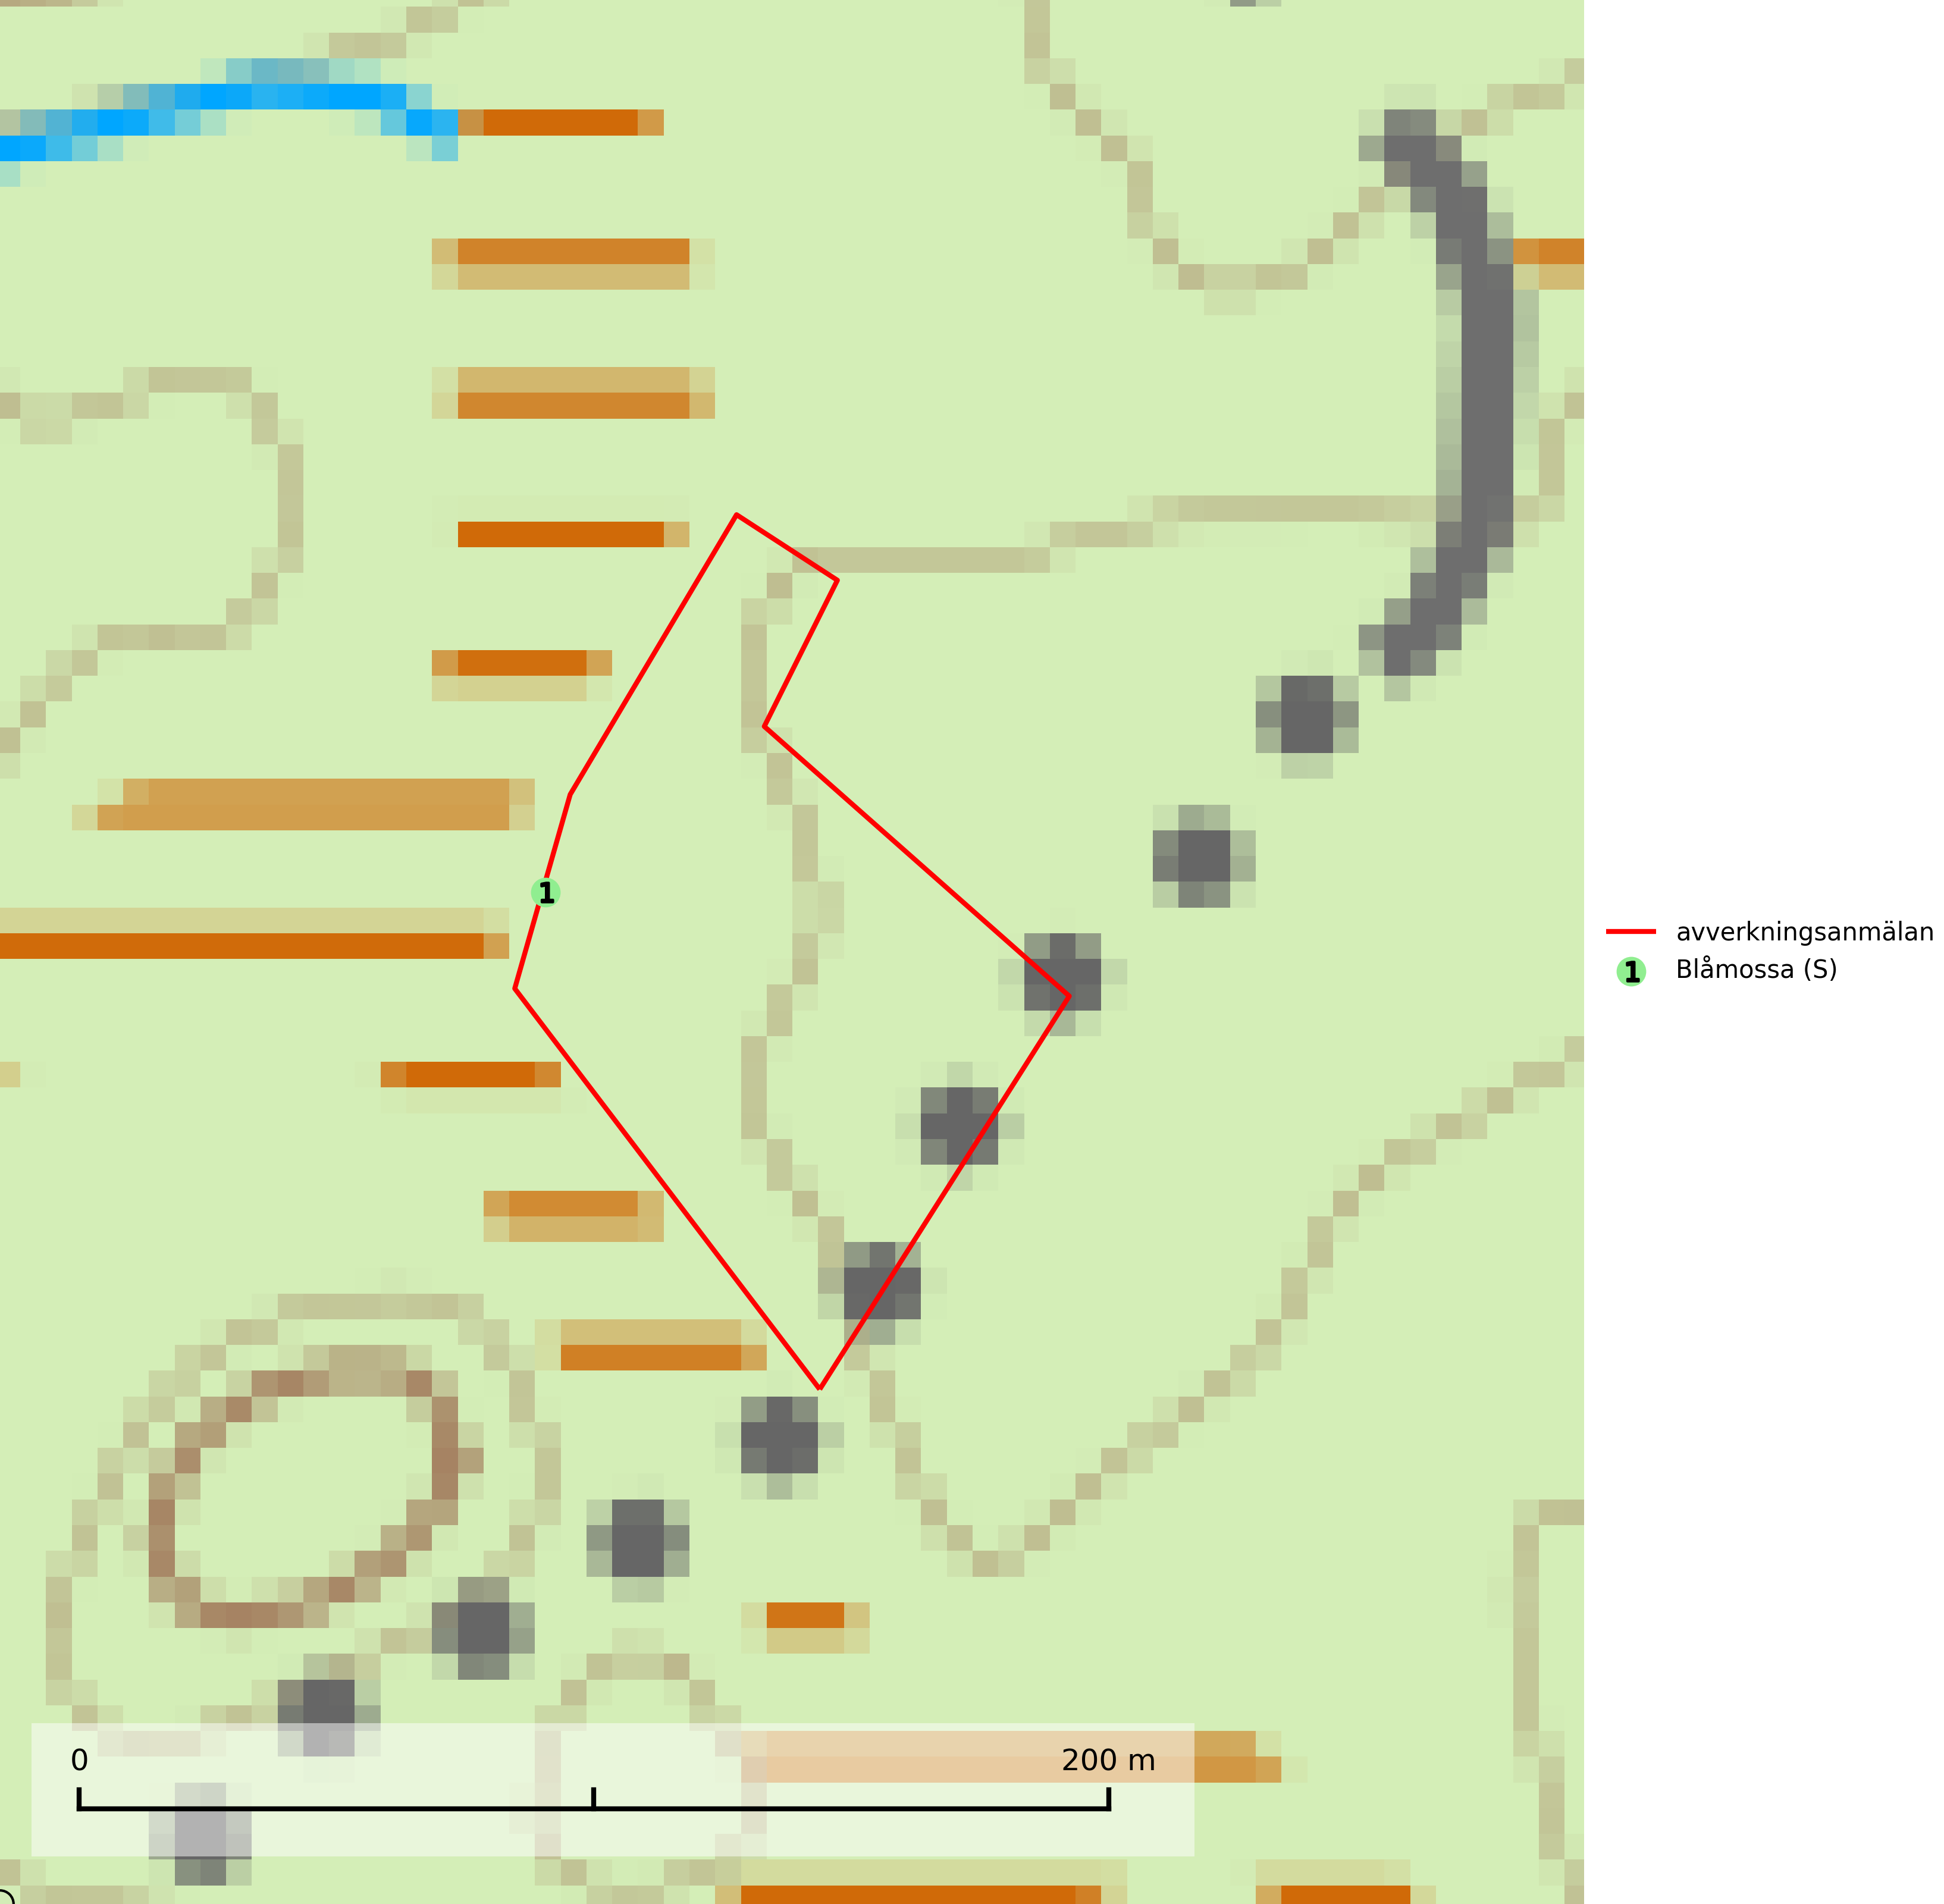 1
avverkningsanmälan
1 Blåmossa (S)
0 200 m